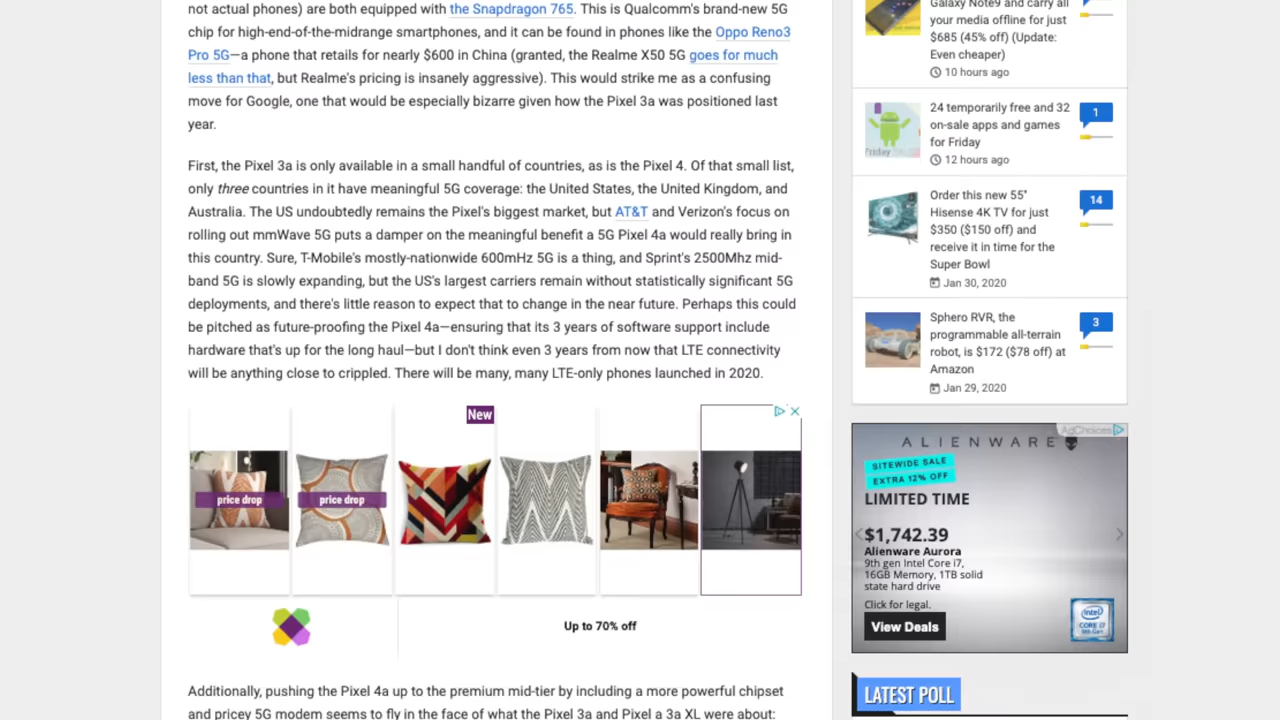 not actual phones) are both equipped with the Snapdragon 765. This is Qualcomm's brand-new 5G
chip for high-end-of-the-midrange smartphones, and it can be found in phones like the Oppo Reno3
Pro 5G—a phone that retails for nearly $600 in China (granted, the Realme X50 5G goes for much
less than that, but Realme's pricing is insanely aggressive). This would strike me as a confusing
move for Google, one that would be especially bizarre given how the Pixel 3a was positioned last
year.
First, the Pixel 3a is only available in a small handful of countries, as is the Pixel 4. Of that small list,
only three countries in it have meaningful 5G coverage: the United States, the United Kingdom, and
Australia. The US undoubtedly remains the Pixel's biggest market, but AT&T and Verizon's focus on
rolling out mmWave 5G puts a damper on the meaningful benefit a 5G Pixel 4a would really bring in
this country. Sure, T-Mobile's mostly-nationwide 600mHz 5G is a thing, and Sprint's 2500Mhz mid-
band 5G is slowly expanding, but the US's largest carriers remain without statistically significant 5G
deployments, and there's little reason to expect that to change in the near future. Perhaps this could
be pitched as future-proofing the Pixel 4a—ensuring that its 3 years of software support include
hardware that's up for the long haul—but I don't think even 3 years from now that LTE connectivity
will be anything close to crippled. There will be many, many LTE-only phones launched in 2020.
New
price drop
price drop
Up to 70% off
Additionally, pushing the Pixel 4a up to the premium mid-tier by including a more powerful chipset
and pricey 5G modem seems to fly in the face of what the Pixel 3a and Pixel a 3a XL were about:
Galaxy Note9 and carry all
your media offline for just
$685 (45% off) (Update:
Even cheaper)
10 hours ago
24 temporarily free and 32
on-sale apps and games
for Friday
12 hours ago
1
Friday
Order this new 55"
Hisense 4K TV for just
$350 ($150 off) and
receive it in time for the
Super Bowl
Jan 30, 2020
14
Sphero RVR, the
programmable all-terrain
robot, is $172 ($78 off) at
Amazon
Jan 29, 2020
3
AdChoices
ALIENWARE
SITEWIDE SALE
EXTRA 12% OFF
LIMITED TIME
$1,742.39
Alienware Aurora
9th gen Intel Core i7,
16GB Memory, 1TB solid
state hard drive
Click for legal.
View Deals
intel
CORE i7
9th Gen
LATEST POLL